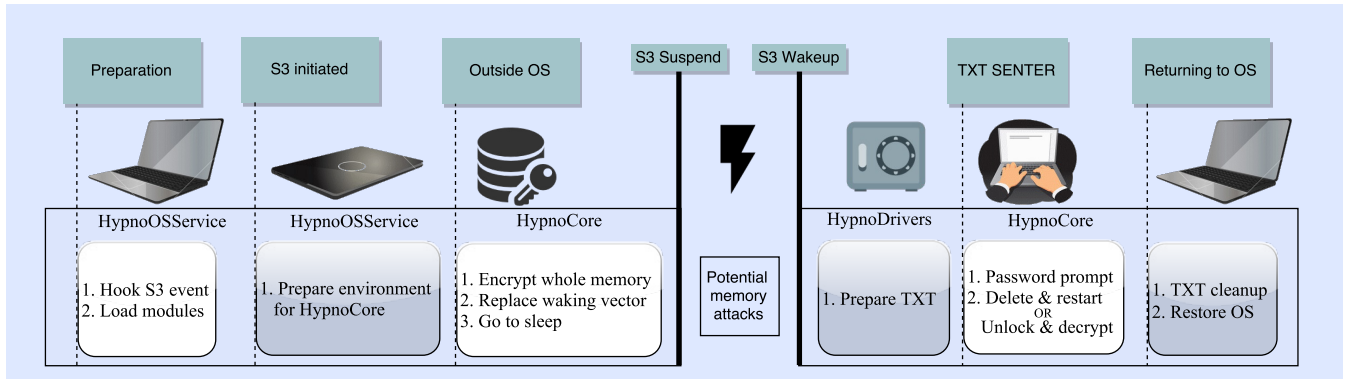 Preparation
S3 initiated
Outside OS
S3 Suspend
S3 Wakeup
TXT SENTER
Returning to OS
HypnoOSService
HypnoOSService
HypnoCore
HypnoDrivers
HypnoCore
1. Hook S3 event
2. Load modules
1. Prepare environment
for HypnoCore
1. Encrypt whole memory
2. Replace waking vector
3. Go to sleep
Potential
memory
attacks
1. Prepare TXT
1. Password prompt
2. Delete & restart
OR
Unlock & decrypt
1. TXT cleanup
2. Restore OS